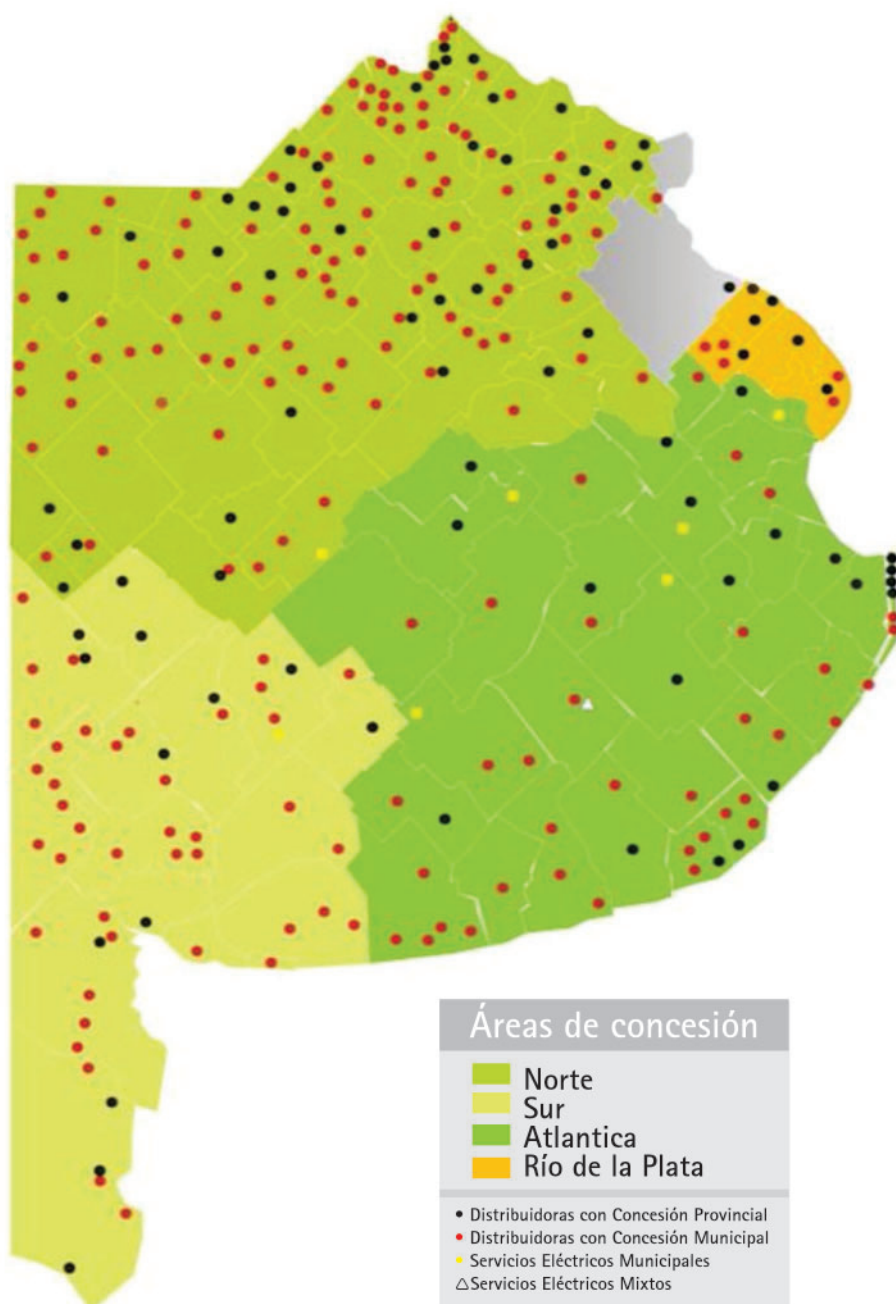 Áreas de concesión
Norte
Sur
Atlantica
Río de la Plata
Distribuidoras con Concesión Provincial
Distribuidoras con Concesión Municipal
Servicios Eléctricos Municipales
Servicios Eléctricos Mixtos